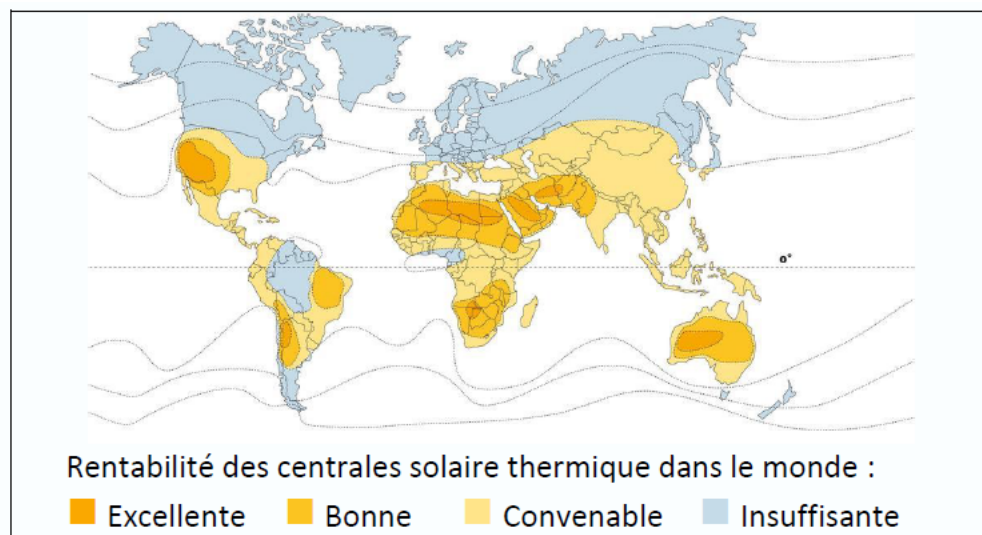 0°
Rentabilité des centrales solaire thermique dans le monde :
Excellente Bonne Convenable Insuffisante